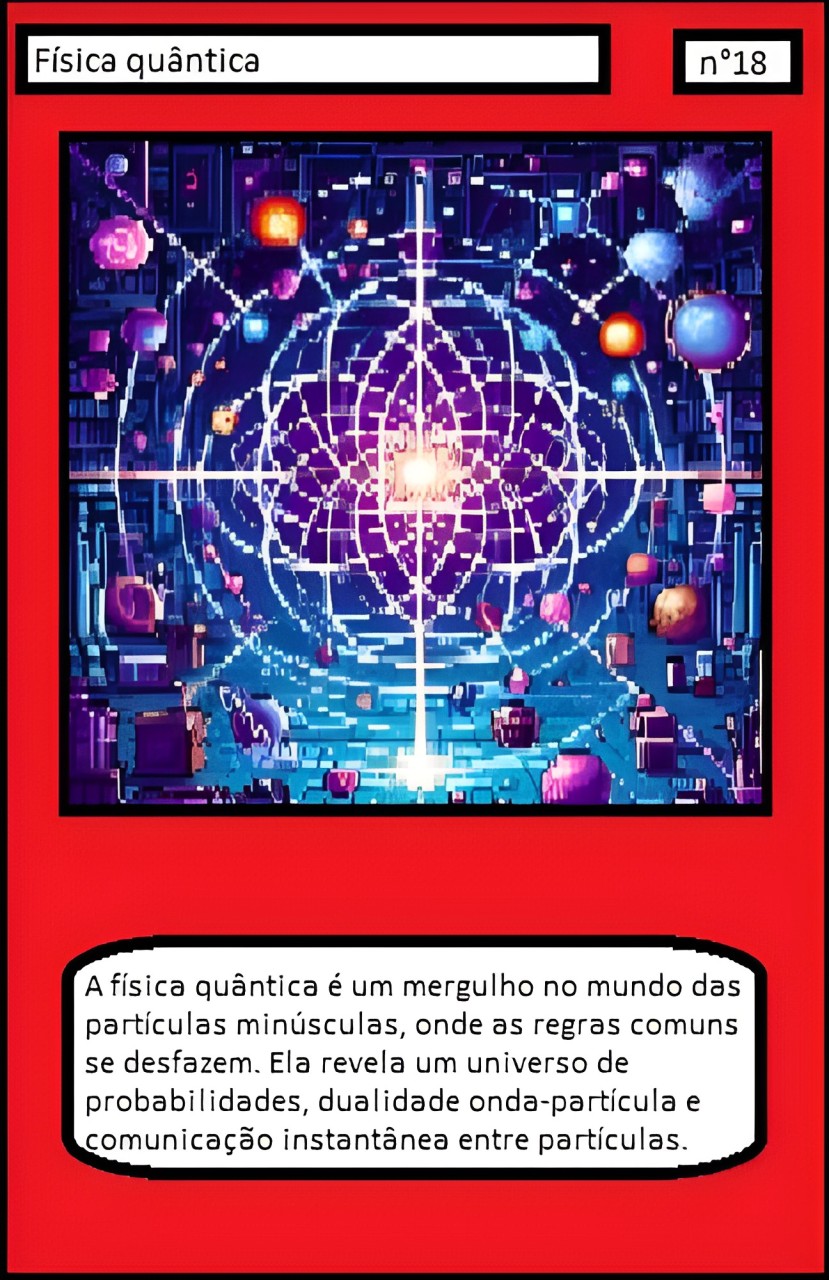 Física quântica
n°18
A física quântica é um mergulho no mundo das
partículas minúsculas, onde as regras comuns
se desfazem. Ela revela um universo de
probabilidades, dualidade onda-partícula e
comunicação instantânea entre partículas.